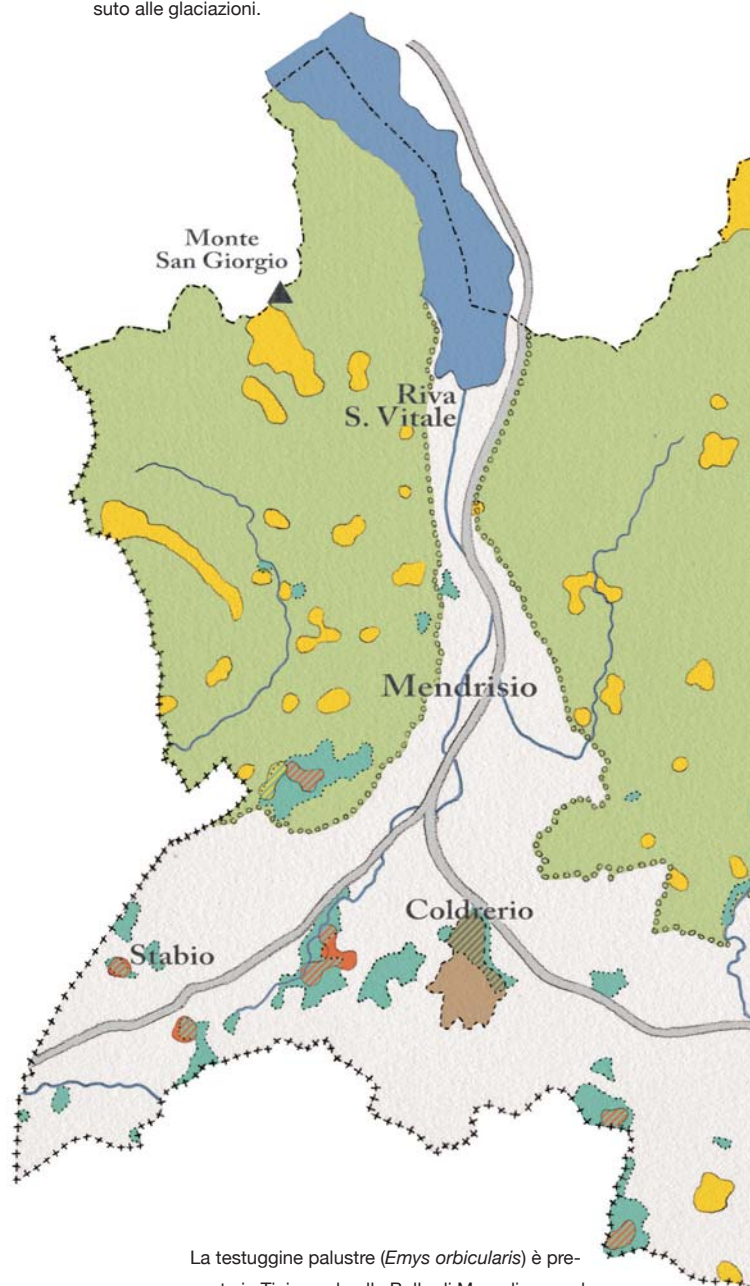 suto alle glaciazioni.
Monte
San Giorgio
Riva
S. Vitale
Mendrisio
Coldrerio
Stabio
La testuggine palustre (Emys orbicularis) è pre-